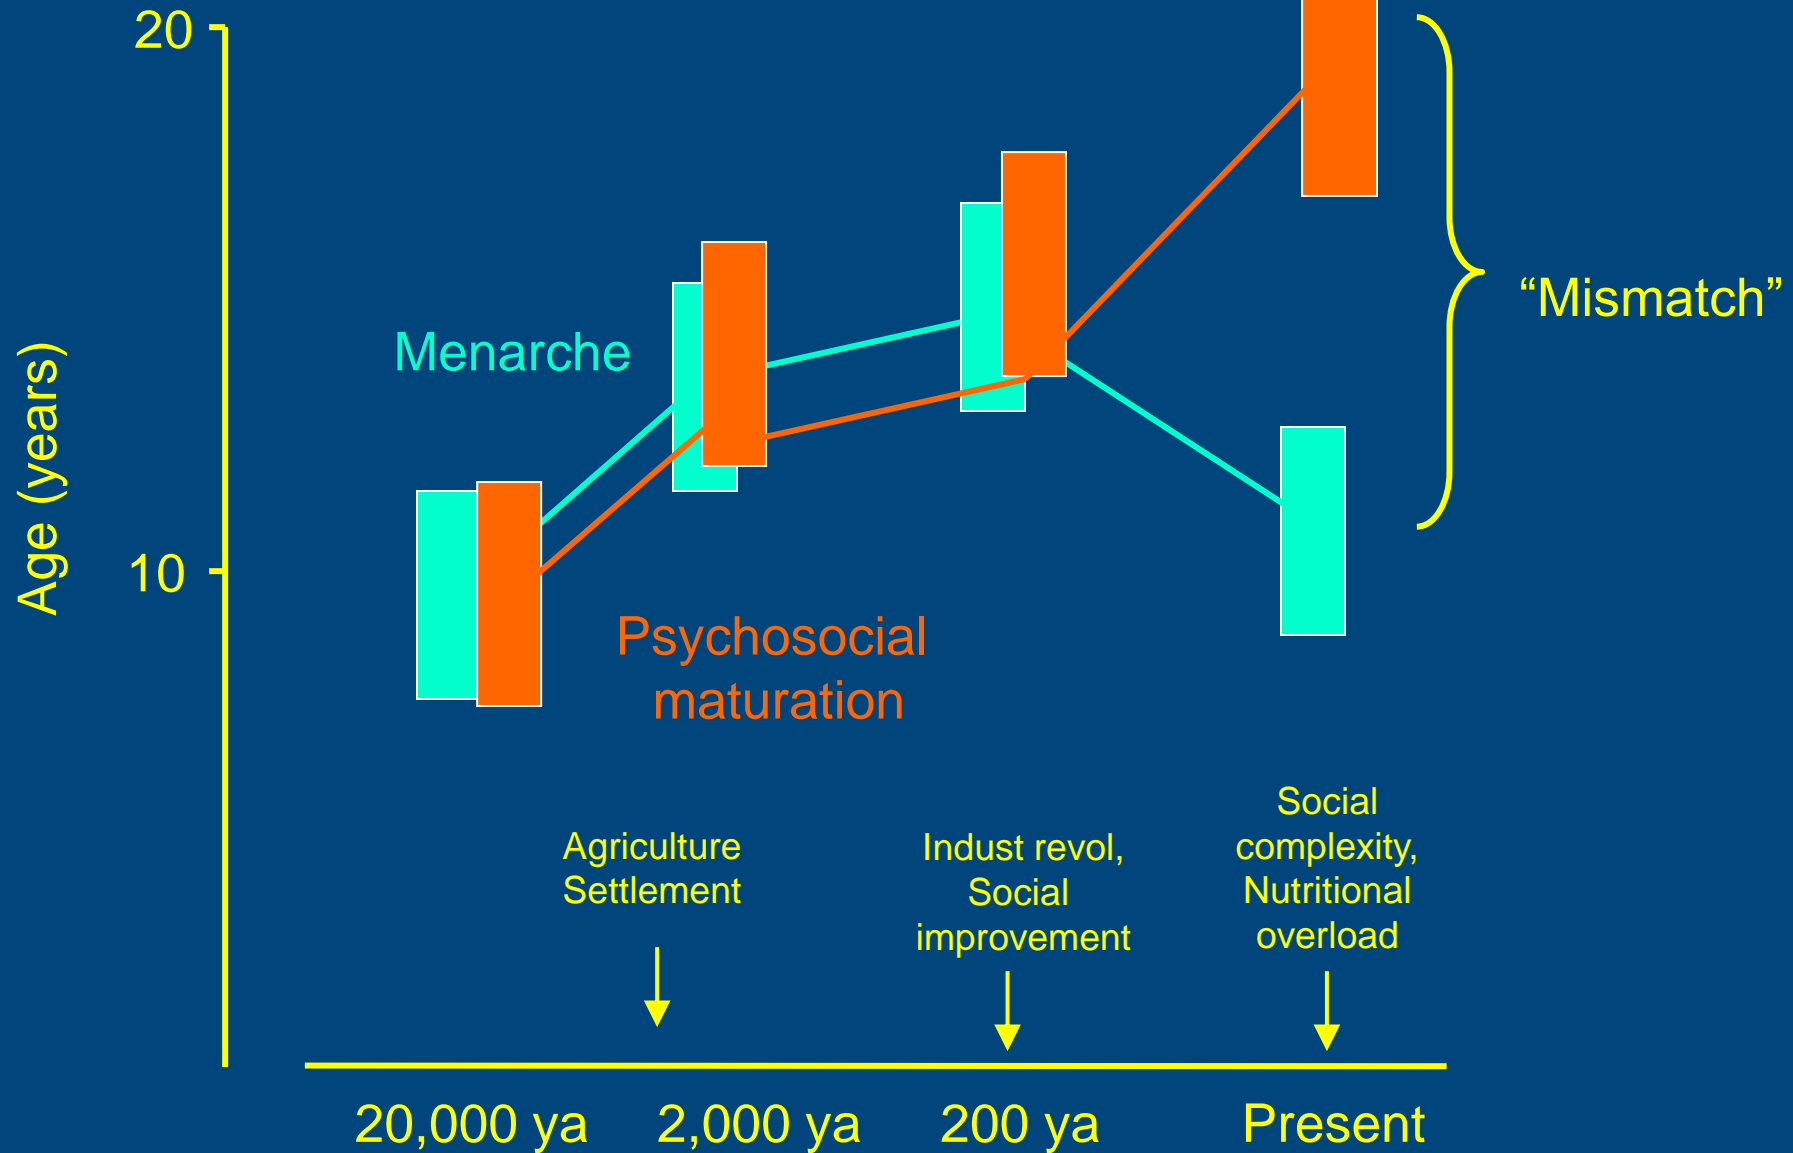 20
10
Age (years)
Menarche
Psychosocial
maturation
“Mismatch”
Agriculture
Settlement
Indust revol,
Social
improvement
Social
complexity,
Nutritional
overload
20,000 ya
2,000 ya
200 ya
Present